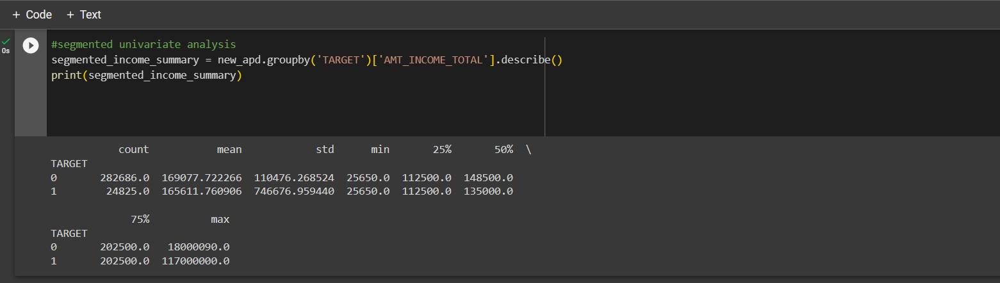 + Code + Text
0s
#segmented univariate analysis
segmented_income_summary = new_apd.groupby('TARGET')['AMT_INCOME_TOTAL'].describe()
print(segmented_income_summary)
count mean std min 25% 50% \
TARGET
0 282686.0 169077.722266 110476.268524 25650.0 112500.0 148500.0
1 24825.0 165611.760906 746676.959440 25650.0 112500.0 135000.0
75% max
TARGET
0 202500.0 18000090.0
1 202500.0 117000000.0